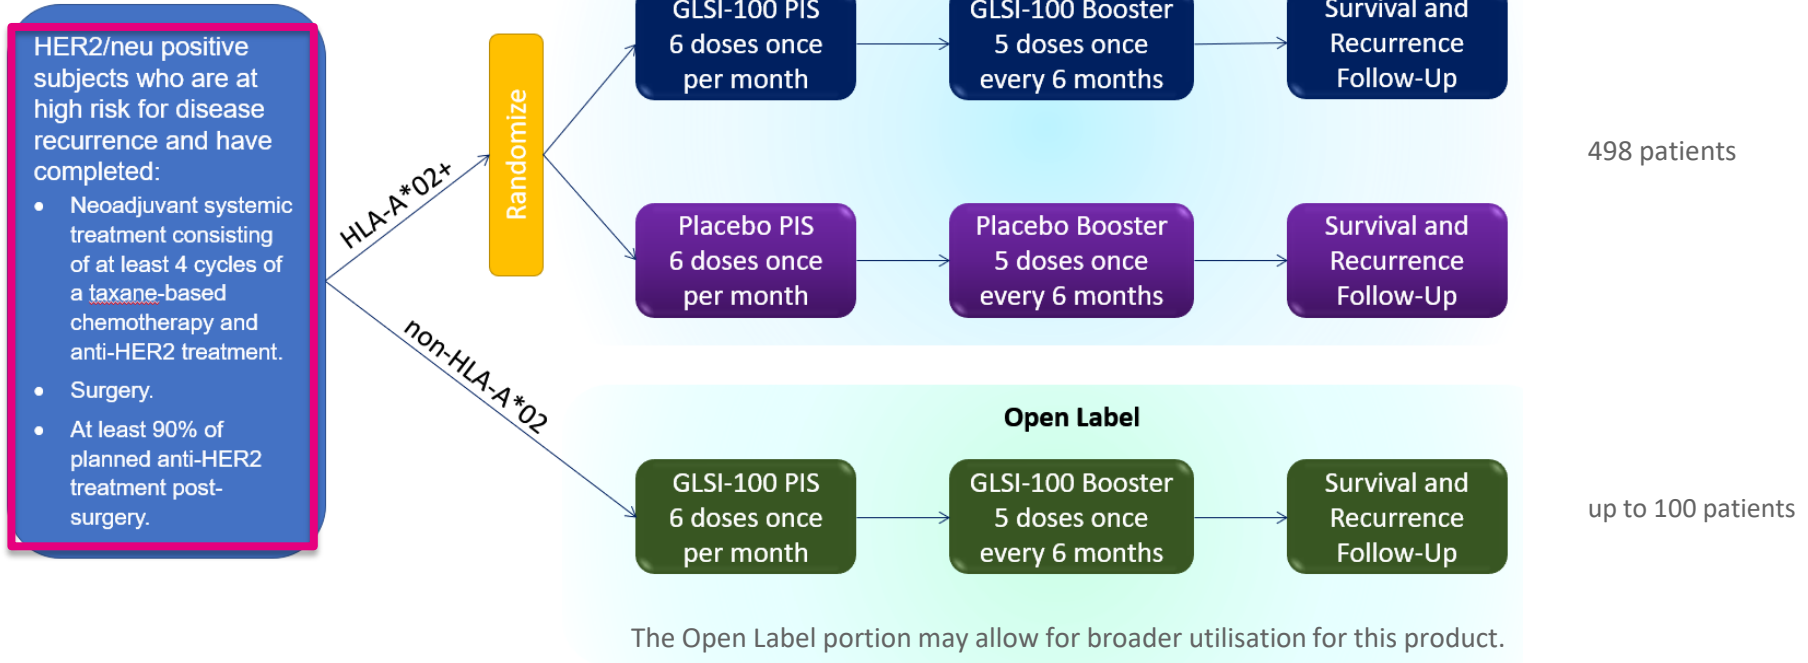 HER2/neu positive
subjects who are at
high risk for disease
recurrence and have
completed:
• Neoadjuvant systemic
treatment consisting
of at least 4 cycles of
a taxane-based
chemotherapy and
anti-HER2 treatment.
• Surgery.
• At least 90% of
planned anti-HER2
treatment post-
surgery.
HLA-A*02+
non-HLA-A*02
Randomize
GLSI-100 PIS
6 doses once
per month
GLSI-100 Booster
5 doses once
every 6 months
Survival and
Recurrence
Follow-Up
498 patients
Placebo PIS
6 doses once
per month
Placebo Booster
5 doses once
every 6 months
Survival and
Recurrence
Follow-Up
Open Label
GLSI-100 PIS
6 doses once
per month
GLSI-100 Booster
5 doses once
every 6 months
Survival and
Recurrence
Follow-Up
up to 100 patients
The Open Label portion may allow for broader utilisation for this product.